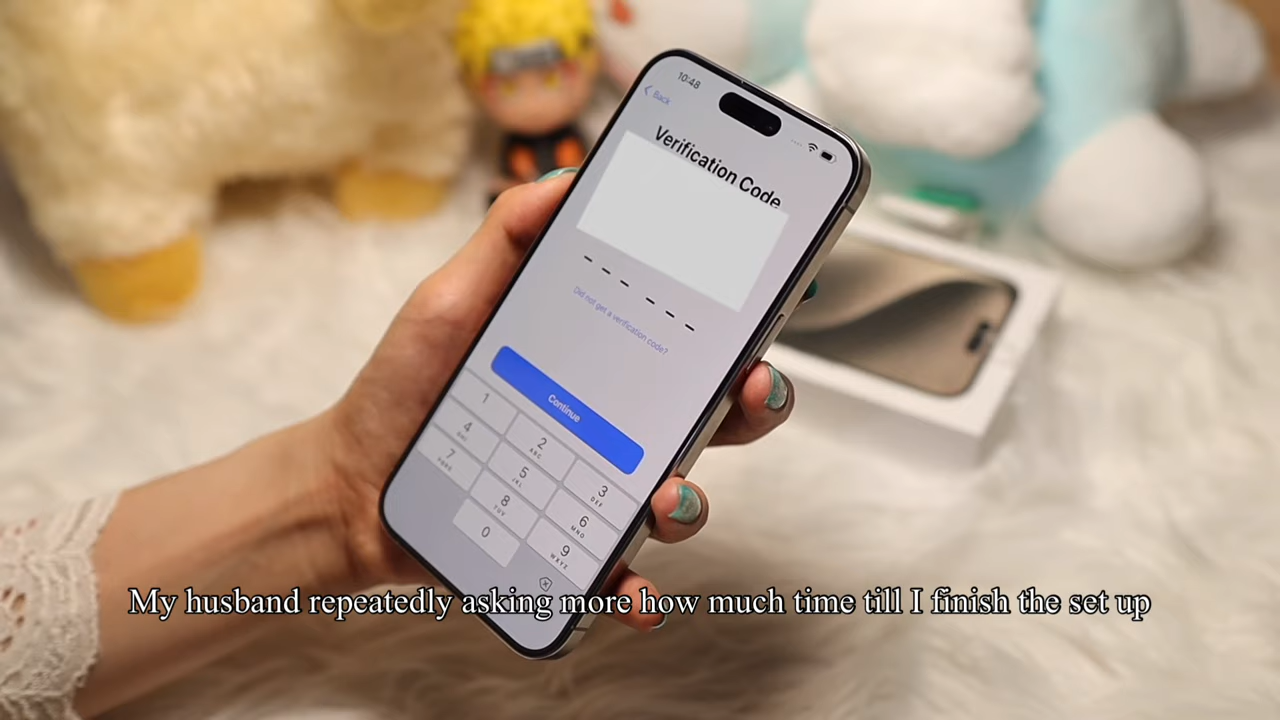 10:48
Back
Verification Code
Did not get a verification code?
Continue
1
2
ABC
3
DEF
4
GHI
5
JKL
6
MNO
7
PQRS
8
TUV
9
WXYZ
0
My husband repeatedly asking more how much time till I finish the set up